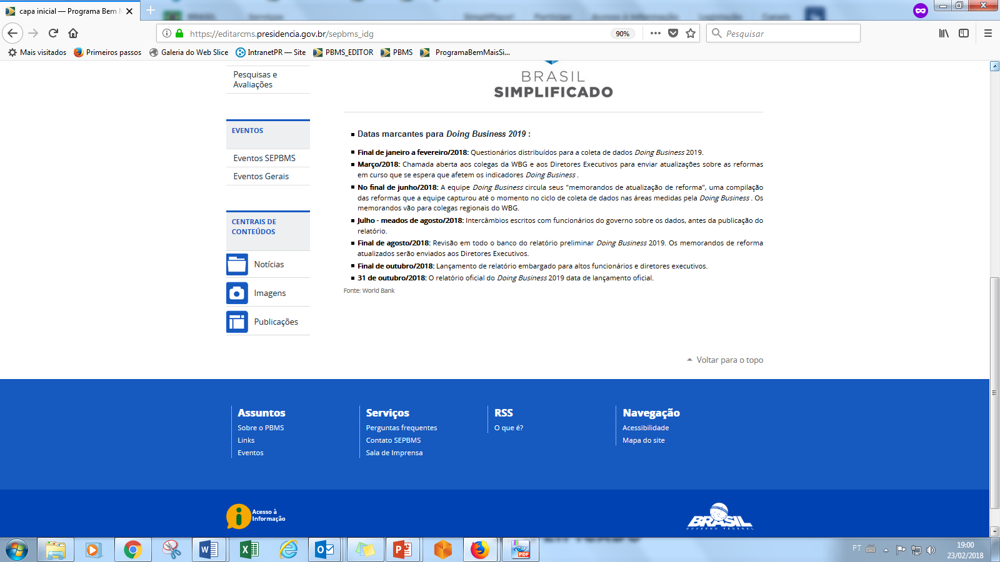 capa inicial — Programa Bem M
https://editarcms.presidencia.gov.br/sepbms_idg
90%
Pesquisar
Mais visitados
Primeiros passos
Galeria do Web Slice
IntranetPR — Site
PBMS_EDITOR
PBMS
ProgramaBemMaisSi...
Pesquisas e
Avaliações
EVENTOS
Eventos SEPBMS
Eventos Gerais
CENTRAIS DE
CONTEÚDOS
Notícias
Imagens
Publicações
BRASIL
SIMPLIFICADO
Datas marcantes para Doing Business 2019 :
Final de janeiro a fevereiro/2018: Questionários distribuídos para a coleta de dados Doing Business 2019.
Março/2018: Chamada aberta aos colegas da WBG e aos Diretores Executivos para enviar atualizações sobre as reformas
em curso que se espera que afetem os indicadores Doing Business .
No final de junho/2018: A equipe Doing Business circula seus "memorandos de atualização de reforma", uma compilação
das reformas que a equipe capturou até o momento no ciclo de coleta de dados nas áreas medidas pela Doing Business . Os
memorandos vão para colegas regionais do WBG.
Julho - meados de agosto/2018: Intercâmbios escritos com funcionários do governo sobre os dados, antes da publicação do
relatório.
Final de agosto/2018: Revisão em todo o banco do relatório preliminar Doing Business 2019. Os memorandos de reforma
atualizados serão enviados aos Diretores Executivos.
Final de outubro/2018: Lançamento de relatório embargado para altos funcionários e diretores executivos.
31 de outubro/2018: O relatório oficial do Doing Business 2019 data de lançamento oficial.
Fonte: World Bank
Voltar para o topo
Assuntos
Sobre o PBMS
Links
Eventos
Serviços
Perguntas frequentes
Contato SEPBMS
Sala de Imprensa
RSS
O que é?
Navegação
Acessibilidade
Mapa do site
Acesso à
Informação
BRASIL
GOVERNO FEDERAL
PDF
PT
19:00
23/02/2018